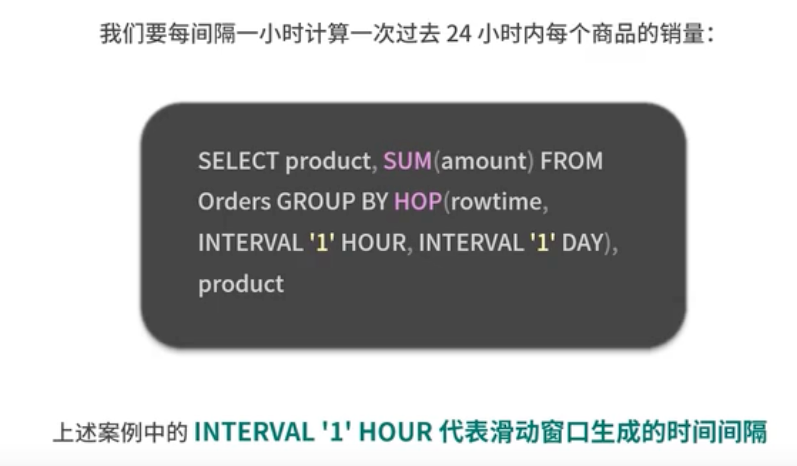 我们要每间隔一小时计算一次过去 24 小时内每个商品的销量：
SELECT product, SUM(amount) FROM
Orders GROUP BY HOP(rowtime,
INTERVAL '1' HOUR, INTERVAL '1' DAY),
product
上述案例中的 INTERVAL '1' HOUR 代表滑动窗口生成的时间间隔